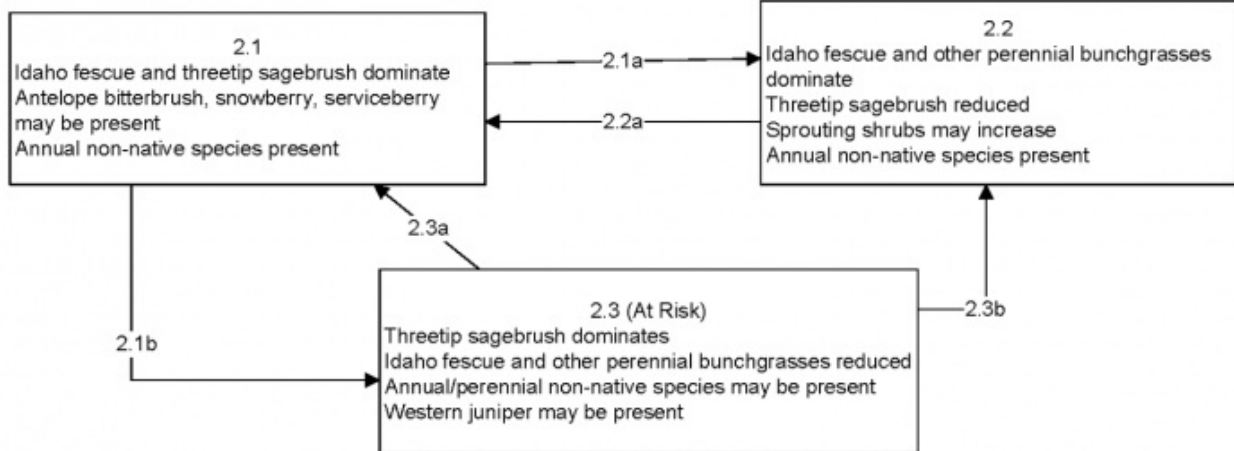 2.1
Idaho fescue and threetip sagebrush dominate
Antelope bitterbrush, snowberry, serviceberry
may be present
Annual non-native species present
2.1a
2.2a
2.2
Idaho fescue and other perennial bunchgrasses
dominate
Threetip sagebrush reduced
Sprouting shrubs may increase
Annual non-native species present
2.3a
2.1b
2.3 (At Risk)
Threetip sagebrush dominates
Idaho fescue and other perennial bunchgrasses reduced
Annual/perennial non-native species may be present
Western juniper may be present
2.3b